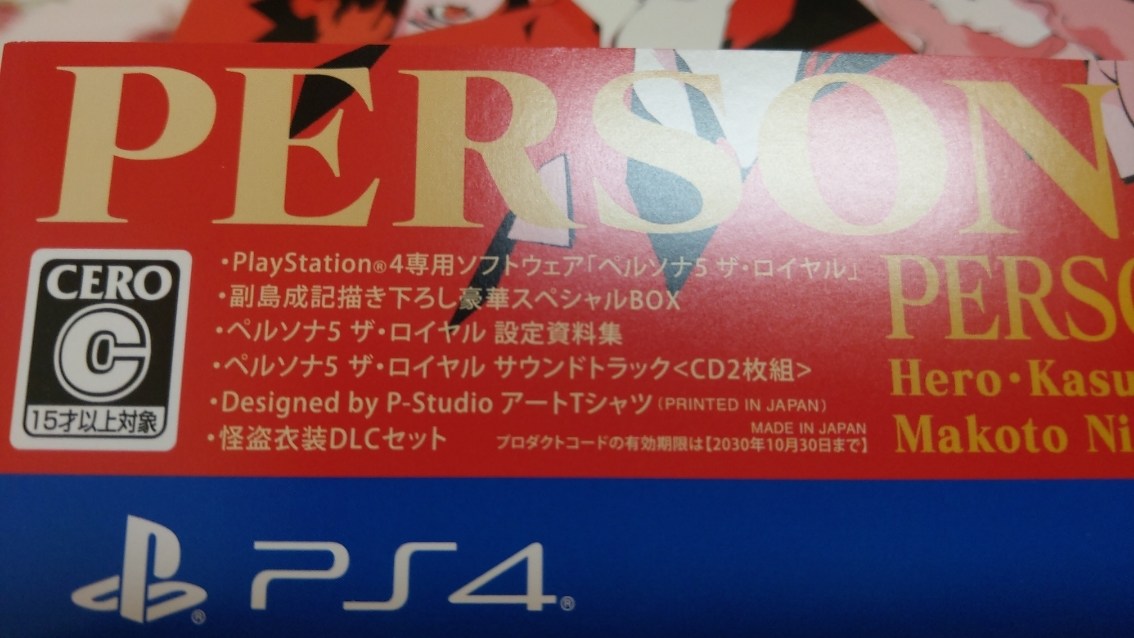 PERSON
CERO
C
15才以上対象
・PlayStation®4専用ソフトウェア「ペルソナ5 ザ・ロイヤル」
・副島成記描き下ろし豪華スペシャルBOX
・ペルソナ5 ザ・ロイヤル 設定資料集
・ペルソナ5 ザ・ロイヤル サウンドトラック<CD2枚組>
・Designed by P-Studio アートTシャツ(PRINTED IN JAPAN)
MADE IN JAPAN
・怪盗衣装DLCセット プロダクトコードの有効期限は【2030年10月30日まで】
PERSO
Hero・Kasu
Makoto Ni
PS4®